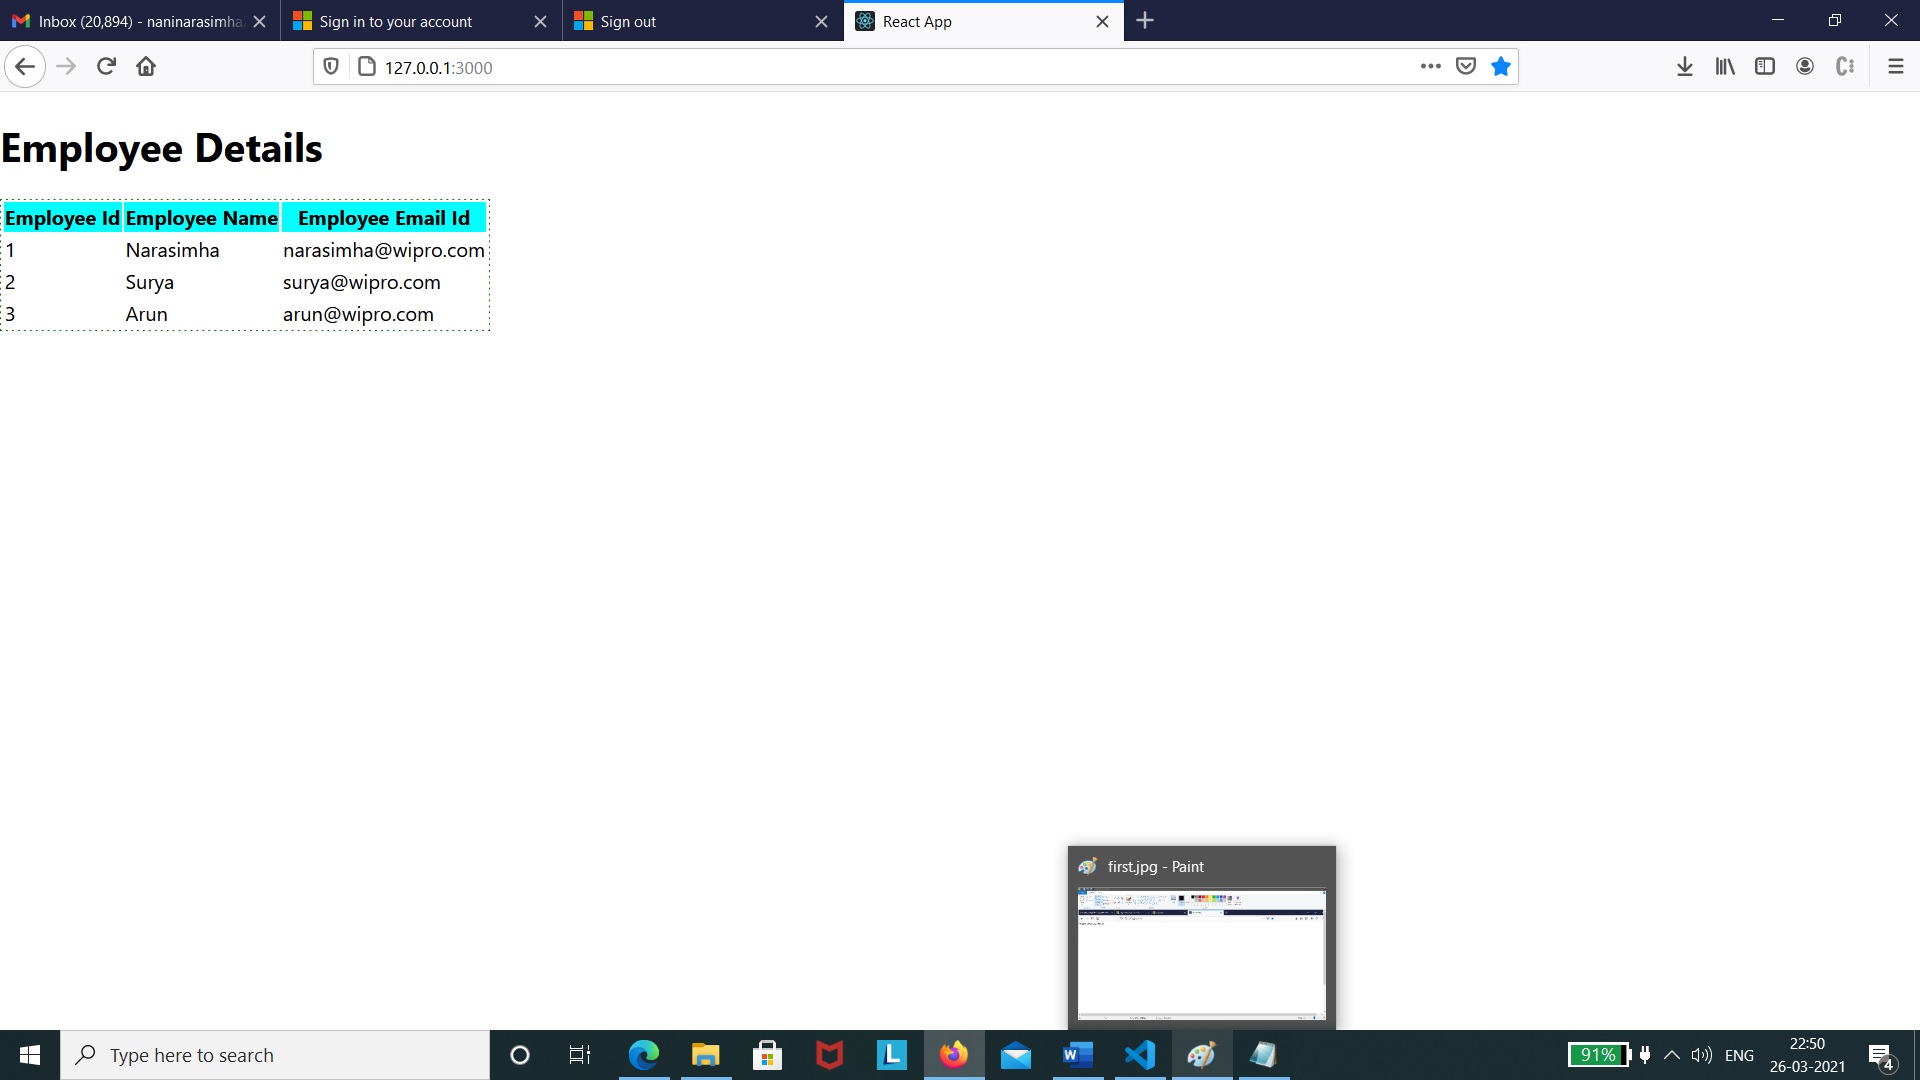 Inbox (20,894) - naninarasimha
Sign in to your account
Sign out
React App
127.0.0.1:3000
Employee Details
Employee Id Employee Name Employee Email Id
1 Narasimha narasimha@wipro.com
2 Surya surya@wipro.com
3 Arun arun@wipro.com
first.jpg - Paint
Type here to search
L
W
91%
ENG
22:50
26-03-2021
4